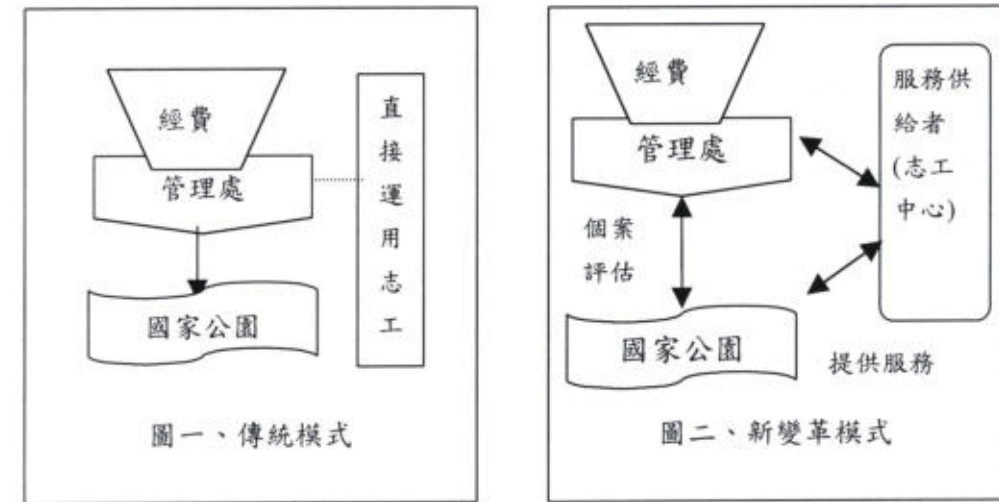 經費
管理處
國家公園
直接運用志工
圖一、傳統模式
經費
管理處
個案
評估
國家公園
服務供
給者
(志工
中心)
提供服務
圖二、新變革模式